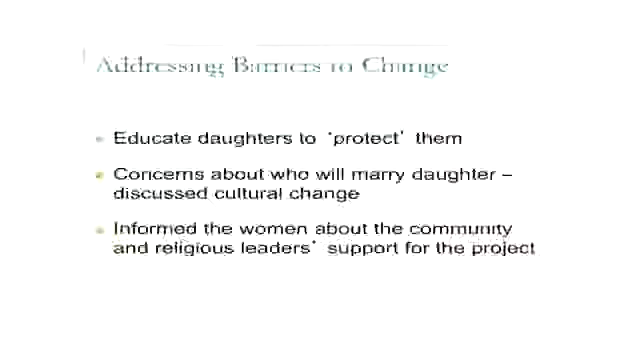 Addressing Barriers to Change
Educate daughters to 'protect' them
Concerns about who will marry daughter –
discussed cultural change
Informed the women about the community
and religious leaders' support for the project